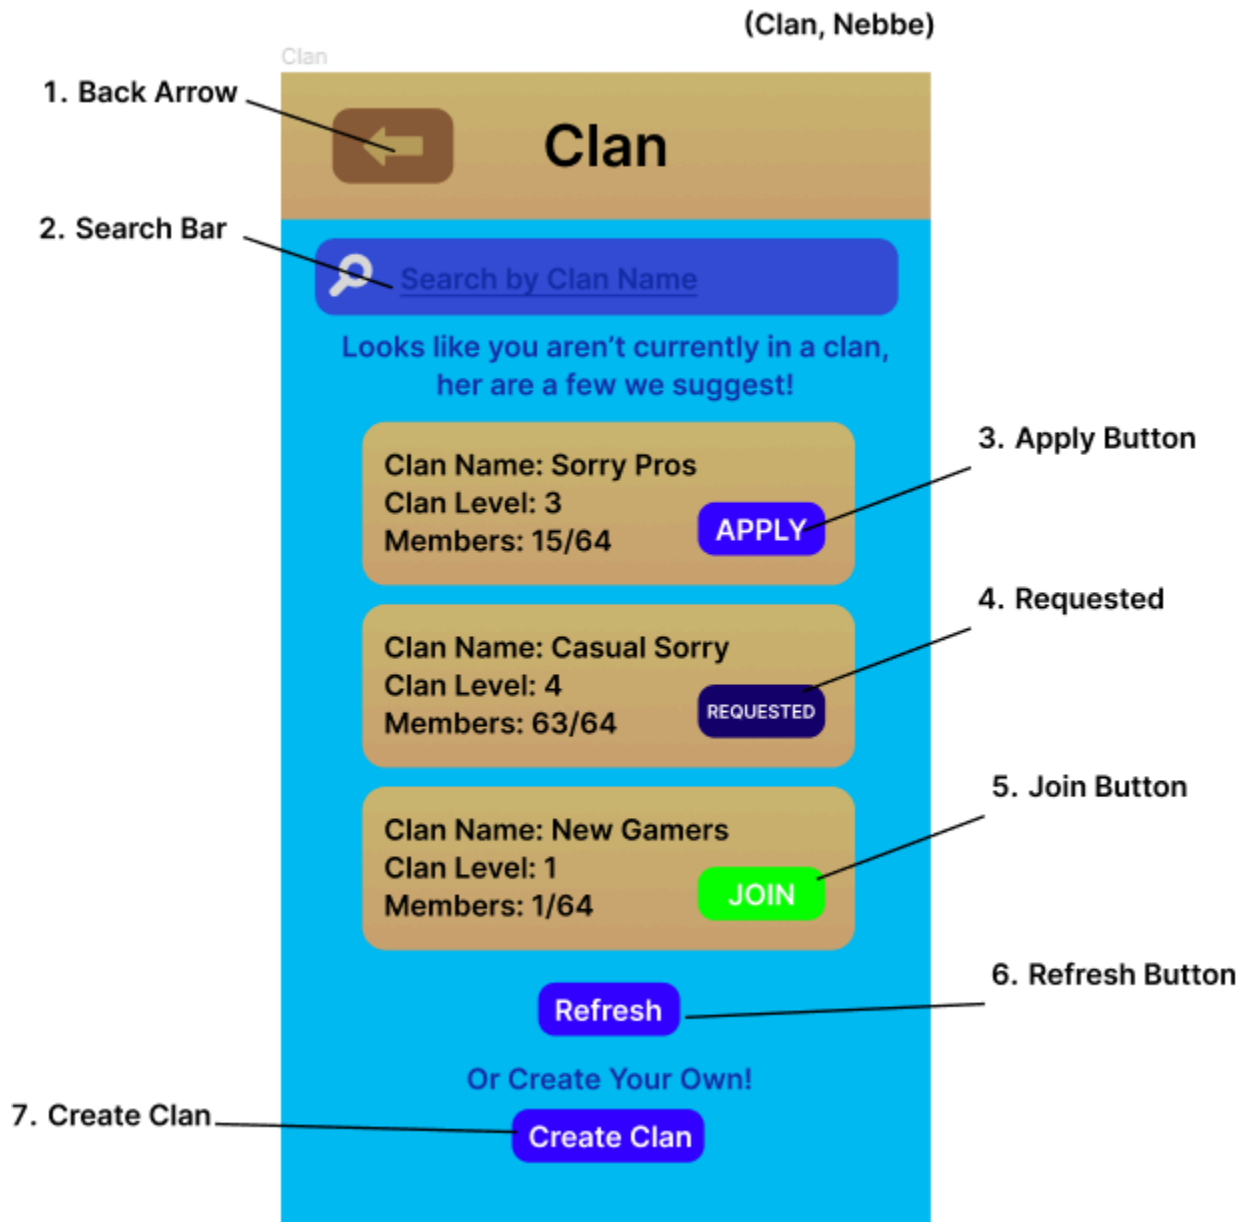 (Clan, Nebbe)
Clan
1. Back Arrow
Clan
2. Search Bar
Search by Clan Name
Looks like you aren't currently in a clan,
her are a few we suggest!
3. Apply Button
Clan Name: Sorry Pros
Clan Level: 3
Members: 15/64
APPLY
4. Requested
Clan Name: Casual Sorry
Clan Level: 4
Members: 63/64
REQUESTED
5. Join Button
Clan Name: New Gamers
Clan Level: 1
Members: 1/64
JOIN
6. Refresh Button
Refresh
Or Create Your Own!
7. Create Clan
Create Clan